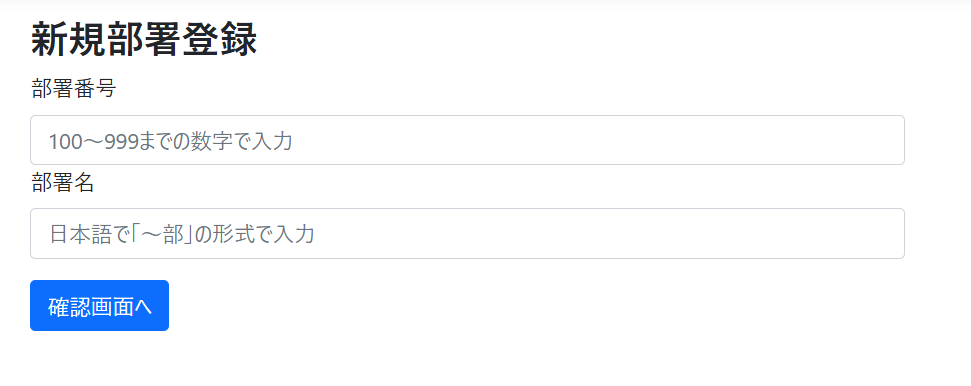 新規部署登録
部署番号
100～999までの数字で入力
部署名
日本語で「～部」の形式で入力
確認画面へ